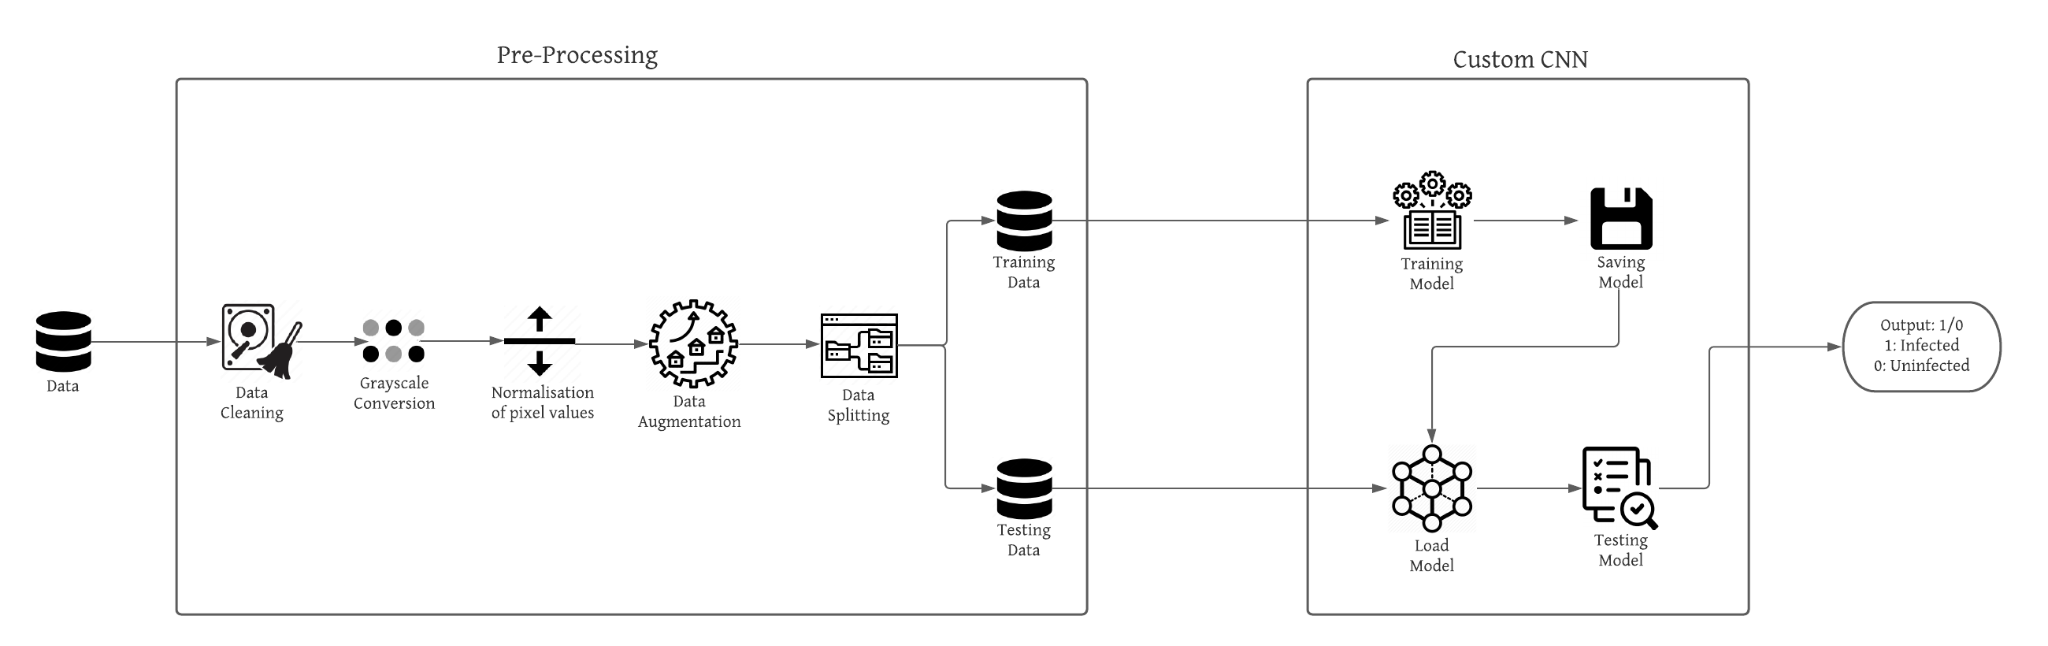 Pre-Processing
Custom CNN
Data
Data
Cleaning
Grayscale
Conversion
Normalisation
of pixel values
Data
Augmentation
Data
Splitting
Training
Data
Testing
Data
Training
Model
Saving
Model
Load
Model
Testing
Model
Output: 1/0
1: Infected
0: Uninfected